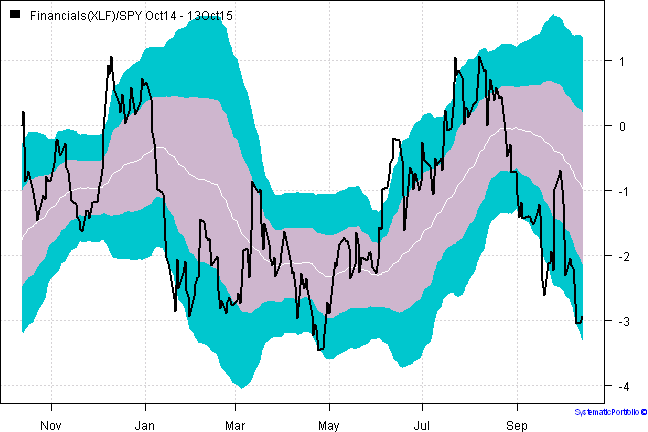 Financials(XLF)/SPY Oct14 - 13Oct15
1
0
-1
-2
-3
-4
Nov Jan Mar May Jul Sep
SystematicPortfolio ©